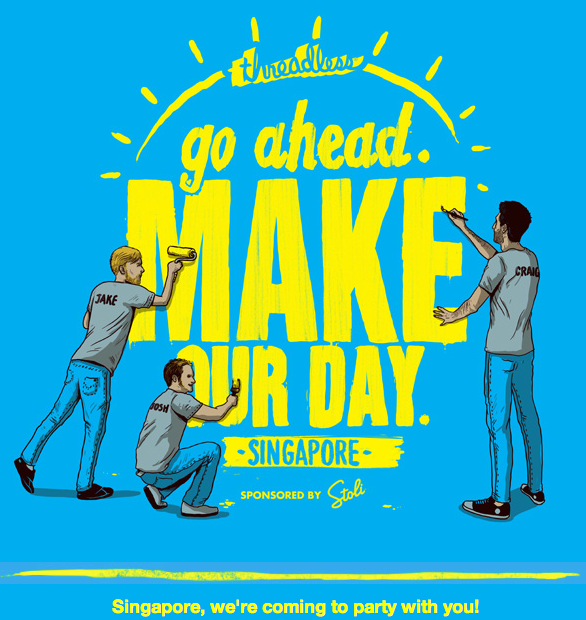 threadless
go ahead.
MAKE
OUR DAY.
-SINGAPORE-
SPONSORED BY Stoli
JAKE
JOSH
CRAIG
Singapore, we're coming to party with you!